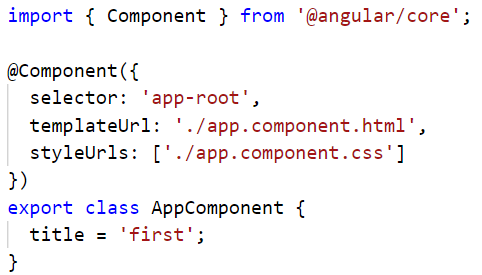 import { Component } from '@angular/core';

@Component({
  selector: 'app-root',
  templateUrl: './app.component.html',
  styleUrls: ['./app.component.css']
})
export class AppComponent {
  title = 'first';
}